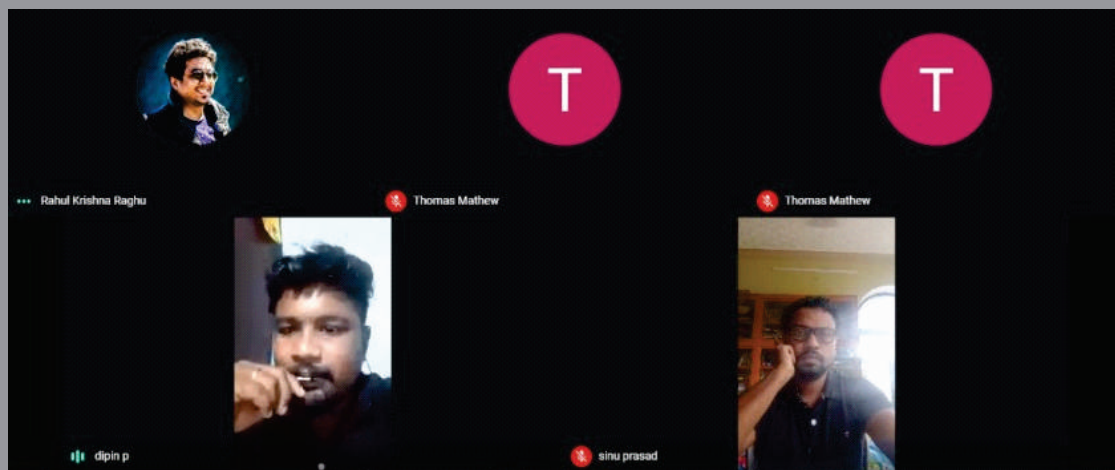 T
T
Rahul Krishna Raghu
Thomas Mathew
Thomas Mathew
dipin p
sinu prasad